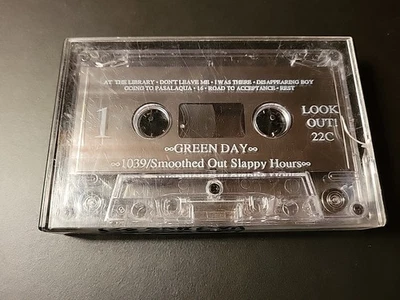 AT THE LIBRARY • DON'T LEAVE ME • I WAS THERE • DISAPPEARING BOY
GOING TO PASALAQUA • 16 • ROAD TO ACCEPTANCE • REST
1
LOOK
OUT!
22C
∞GREEN DAY∞
∞1039/Smoothed Out Slappy Hours∞